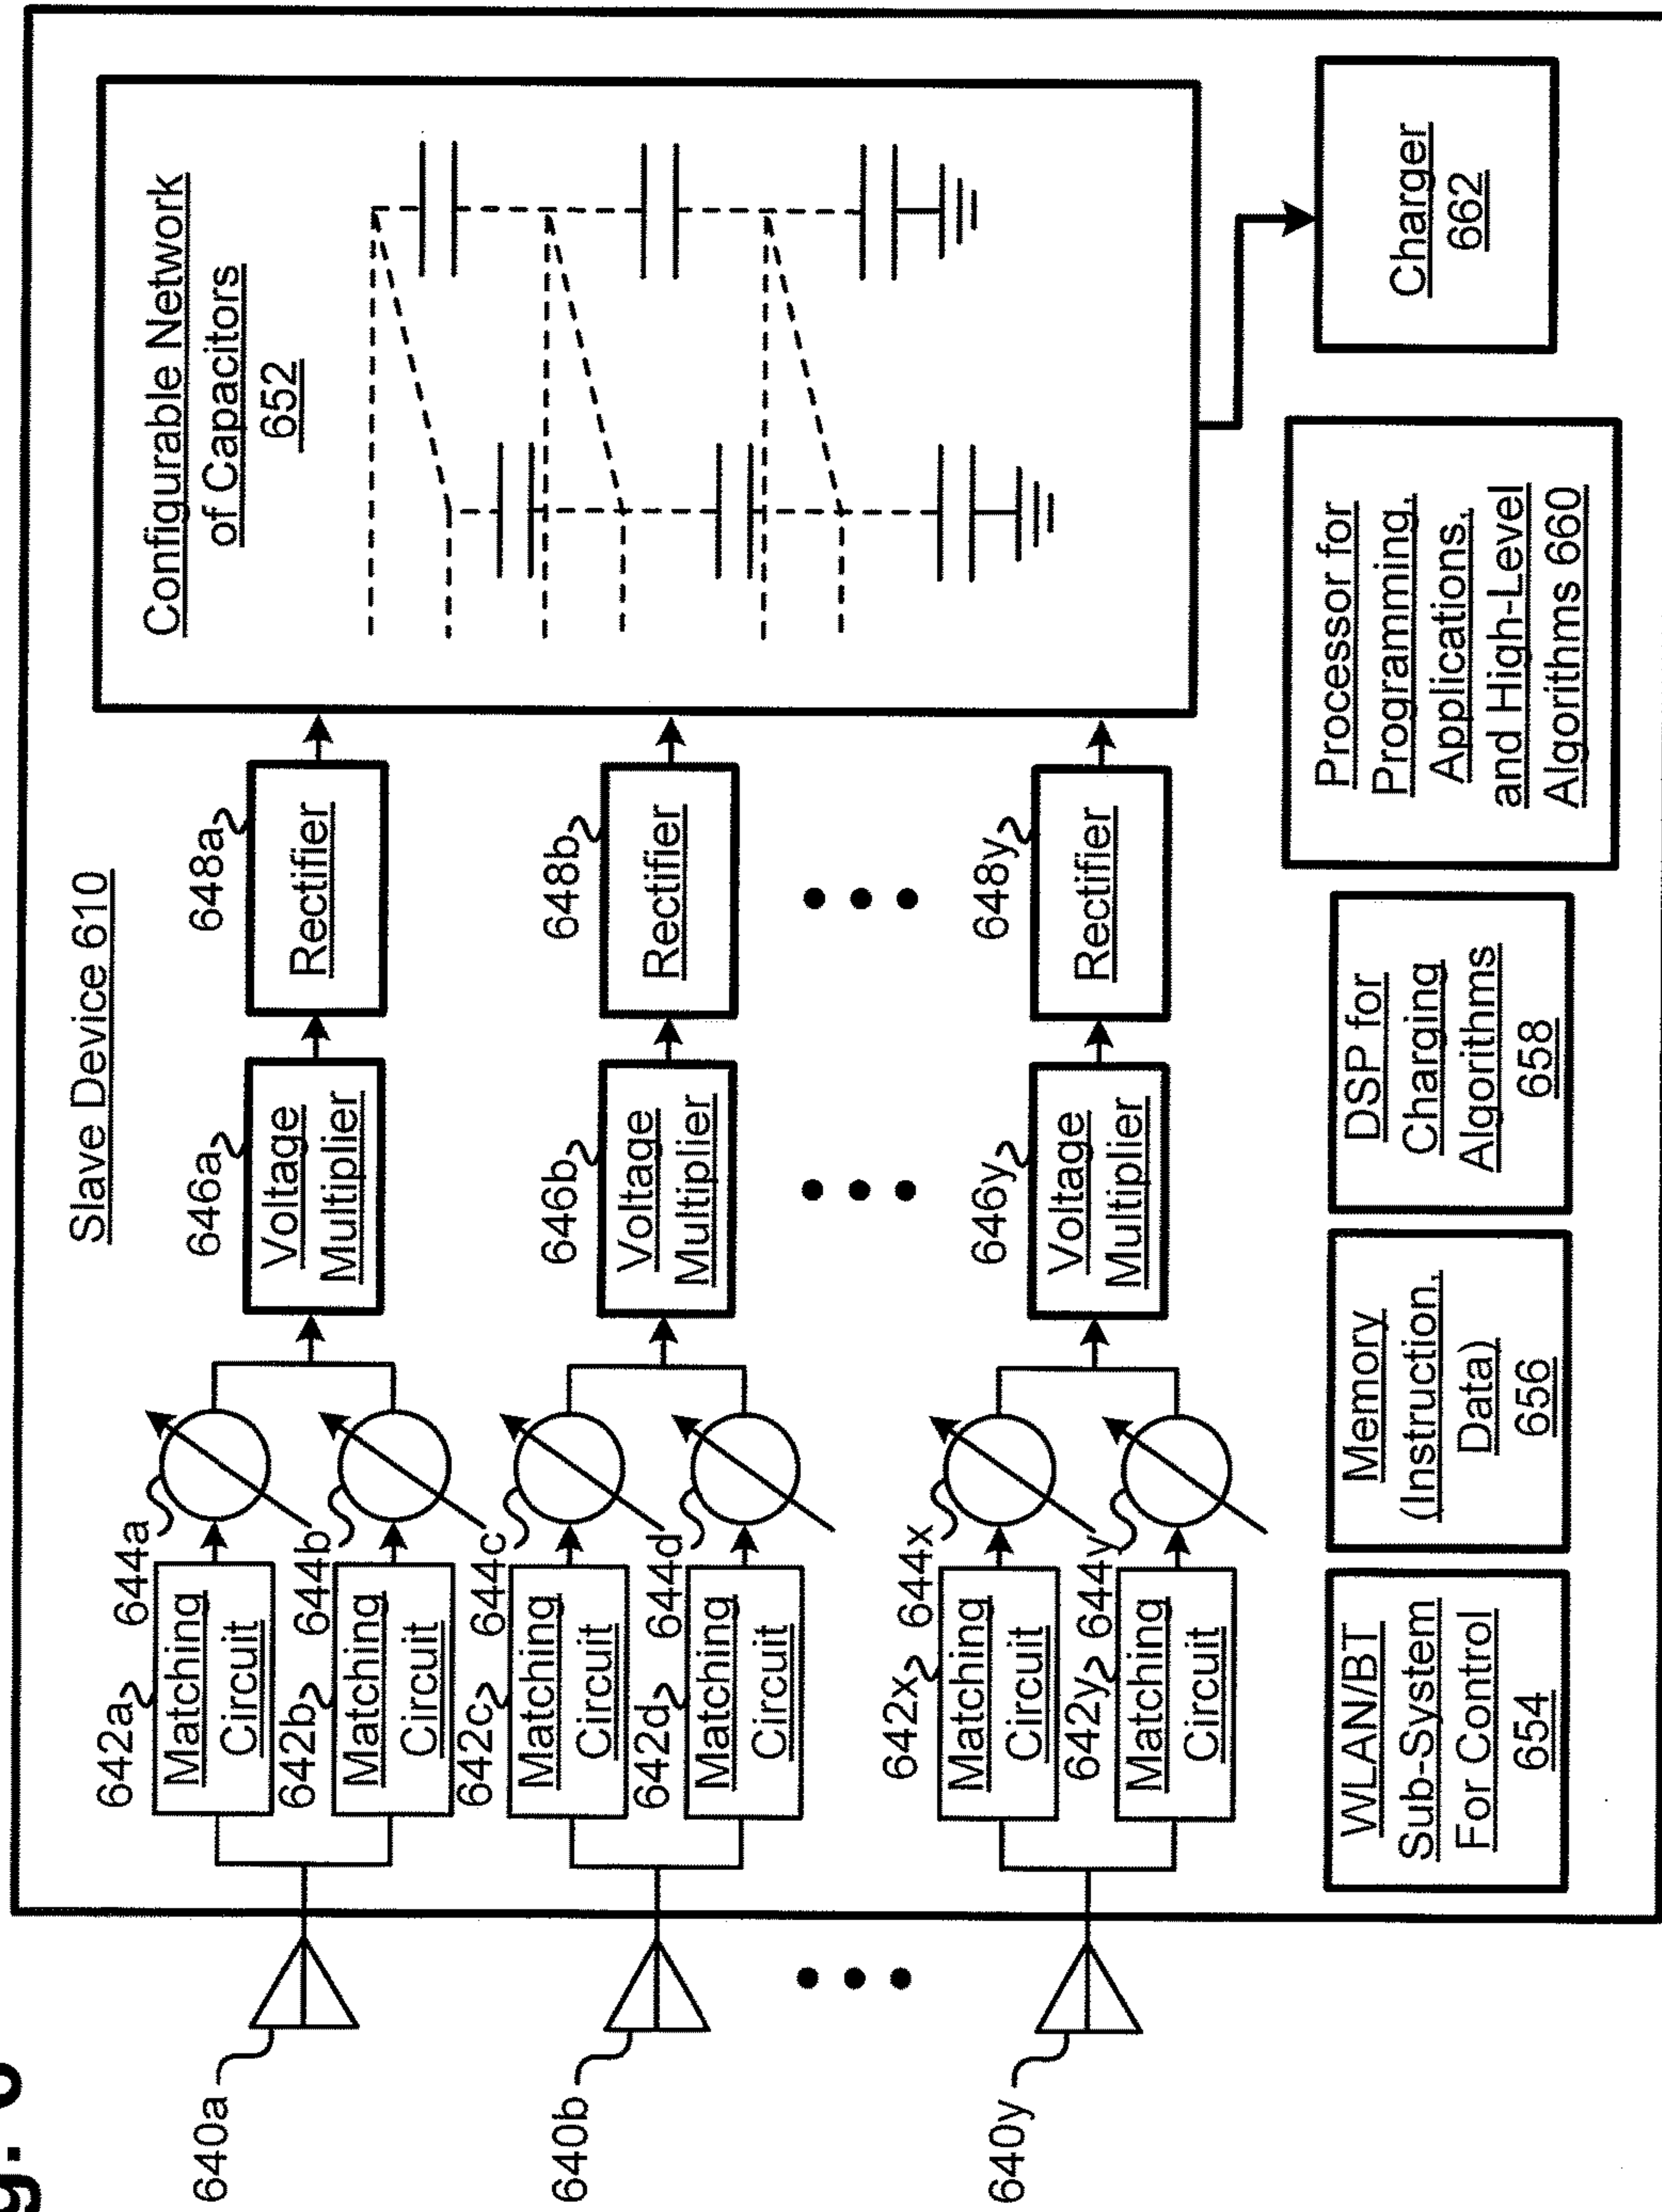 g. 6
Slave Device 610
640a
640b
640y
642a
Matching
Circuit
644a
642b
Matching
Circuit
644b
642c
Matching
Circuit
644c
642d
Matching
Circuit
644d
642x
Matching
Circuit
644x
642y
Matching
Circuit
644y
646a
Voltage
Multiplier
646b
Voltage
Multiplier
646y
Voltage
Multiplier
648a
Rectifier
648b
Rectifier
648y
Rectifier
Configurable Network
of Capacitors
652
WLAN/BT
Sub-System
For Control
654
Memory
(Instruction,
Data)
656
DSP for
Charging
Algorithms
658
Processor for
Programming,
Applications,
and High-Level
Algorithms 660
Charger
662